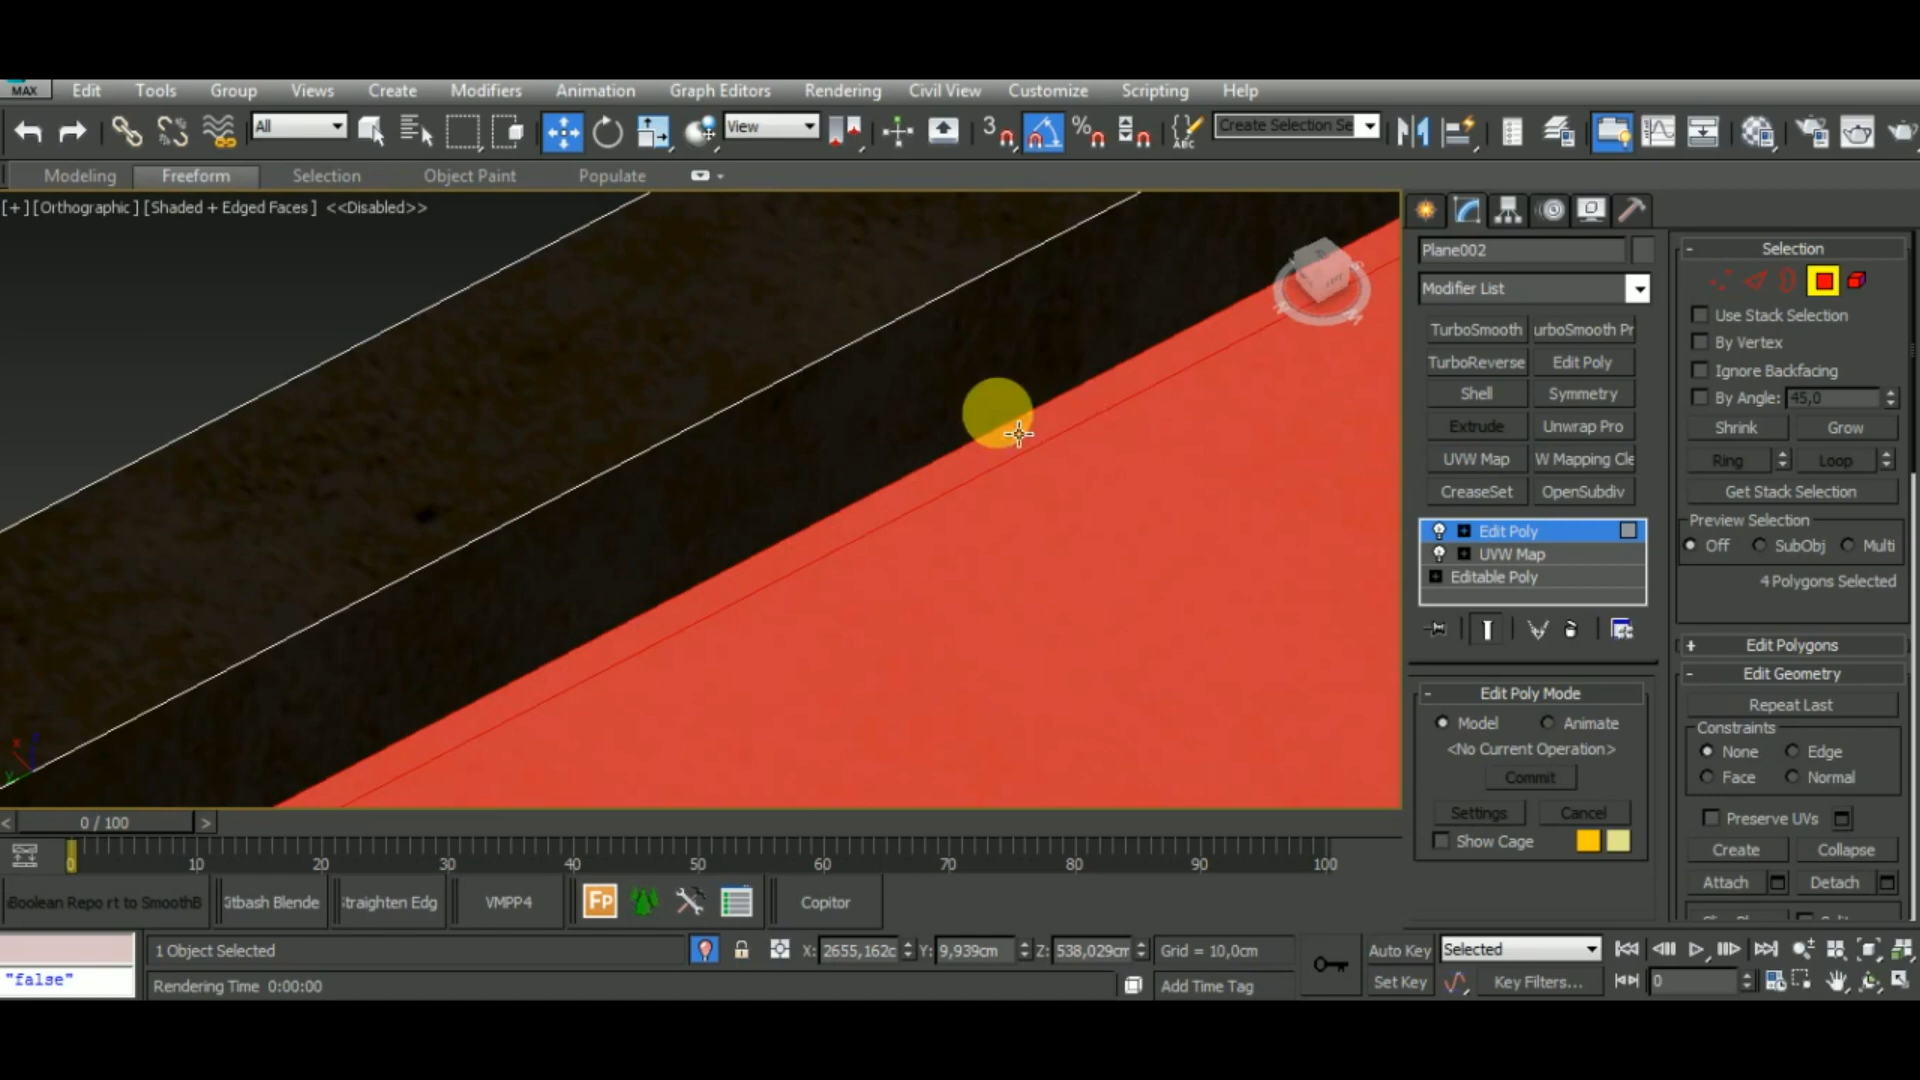 MAX Edit Tools Group Views Create Modifiers Animation Graph Editors Rendering Civil View Customize Scripting Help
All View 3 % ABC Create Selection Se
Modeling Freeform Selection Object Paint Populate
[+] [Orthographic] [Shaded + Edged Faces] <<Disabled>>
Plane002
Modifier List
TurboSmooth urboSmooth Pr
TurboReverse Edit Poly
Shell Symmetry
Extrude Unwrap Pro
UVW Map W Mapping Cle
CreaseSet OpenSubdiv
Edit Poly
UVW Map
Editable Poly
- Edit Poly Mode
Model Animate
<No Current Operation>
Commit
Settings Cancel
Show Cage
- Selection
Use Stack Selection
By Vertex
Ignore Backfacing
By Angle: 45,0
Shrink Grow
Ring Loop
Get Stack Selection
Preview Selection
Off SubObj Multi
4 Polygons Selected
+ Edit Polygons
- Edit Geometry
Repeat Last
Constraints
None Edge
Face Normal
Preserve UVs
Create Collapse
Attach Detach
x y
< 0 / 100 >
0 10 20 30 40 50 60 70 80 90 100
Boolean Repo rt to SmoothB itbash Blende traighten Edg VMPP4 Fp Copitor
1 Object Selected X: 2655,162c Y: 9,939cm Z: 538,029cm Grid = 10,0cm Auto Key Selected
"false" Rendering Time 0:00:00 Add Time Tag Set Key Key Filters... 0